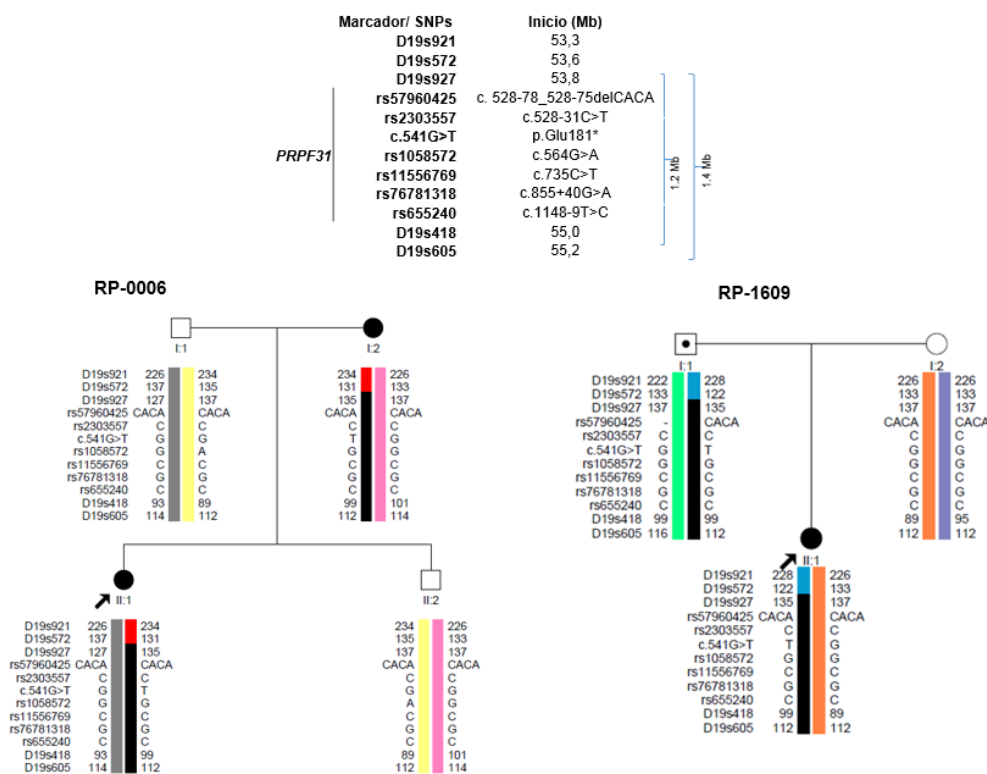 Marcador/ SNPs Inicio (Mb)
D19s921 53,3
D19s572 53,6
D19s927 53,8
rs57960425 c. 528-78_528-75delCACA
rs2303557 c.528-31C>T
c.541G>T p.Glu181*
PRPF31 rs1058572 c.564G>A
rs11556769 c.735C>T
rs76781318 c.855+40G>A
rs655240 c.1148-9T>C
D19s418 55,0
D19s605 55,2
1.2 Mb
1.4 Mb
RP-0006
I:1 I:2
D19s921 226 234 234 226
D19s572 137 135 131 133
D19s927 127 137 135 137
rs57960425 CACA CACA CACA CACA
rs2303557 C C C C
c.541G>T G G T G
rs1058572 G A G G
rs11556769 C C C C
rs76781318 G G G G
rs655240 C C C C
D19s418 93 89 99 101
D19s605 114 112 112 114
II:1 II:2
D19s921 226 234 234 226
D19s572 137 131 135 133
D19s927 127 135 137 137
rs57960425 CACA CACA CACA CACA
rs2303557 C C C C
c.541G>T G T G G
rs1058572 G G A G
rs11556769 C C C C
rs76781318 G G G G
rs655240 C C C C
D19s418 93 99 89 101
D19s605 114 112 112 114
RP-1609
I:1 I:2
D19s921 222 228 226 226
D19s572 133 122 133 133
D19s927 137 135 137 137
rs57960425 - CACA CACA CACA
rs2303557 C C C C
c.541G>T G T G G
rs1058572 G G G G
rs11556769 C C C C
rs76781318 G G G G
rs655240 C C C C
D19s418 99 99 89 95
D19s605 116 112 112 112
II:1
D19s921 228 226
D19s572 122 133
D19s927 135 137
rs57960425 CACA CACA
rs2303557 C C
c.541G>T T G
rs1058572 G G
rs11556769 C C
rs76781318 G G
rs655240 C C
D19s418 99 89
D19s605 112 112